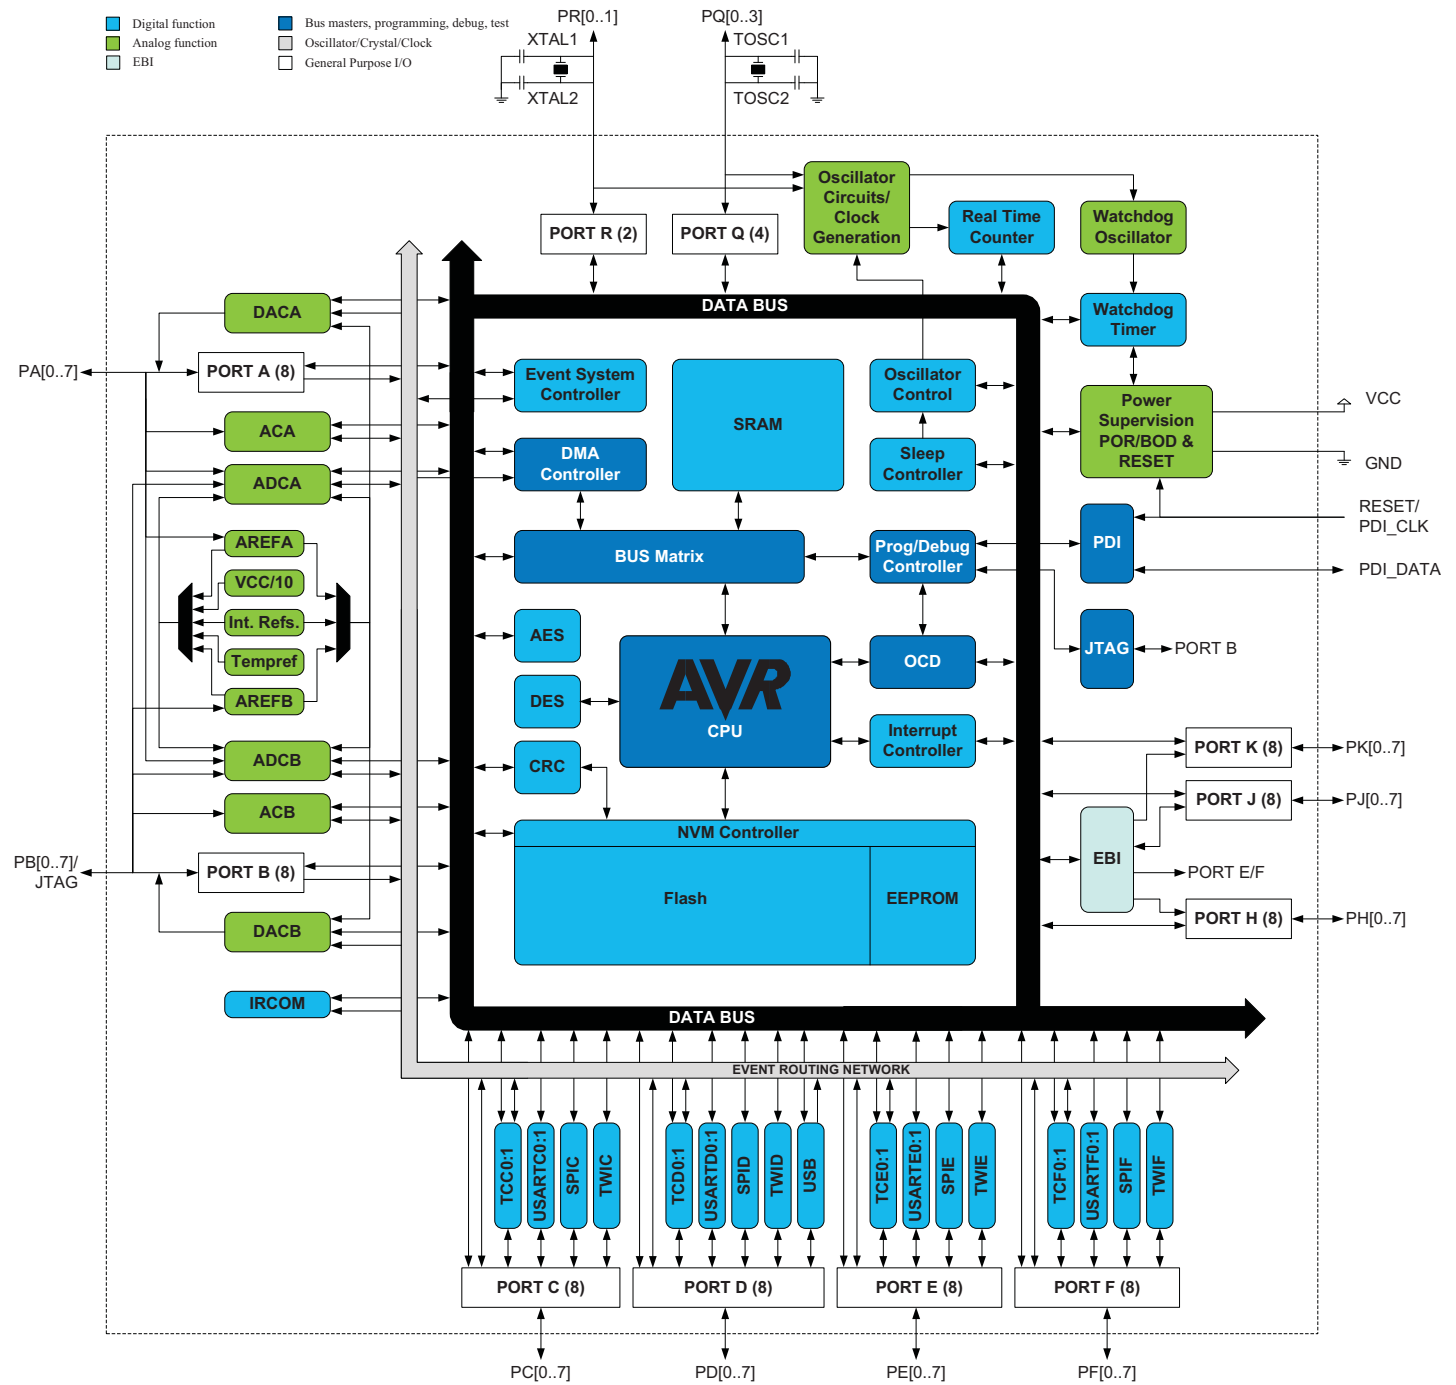 Digital function
Analog function
EBI
Bus masters, programming, debug, test
Oscillator/Crystal/Clock
General Purpose I/O
PR[0..1]
XTAL1
XTAL2
PQ[0..3]
TOSC1
TOSC2
PORT R (2)
PORT Q (4)
Oscillator
Circuits/
Clock
Generation
Real Time
Counter
Watchdog
Oscillator
DATA BUS
Watchdog
Timer
DACA
PA[0..7]
PORT A (8)
ACA
ADCA
AREFA
VCC/10
Int. Refs.
Tempref
AREFB
ADCB
ACB
PB[0..7]/
JTAG
PORT B (8)
DACB
IRCOM
Event System
Controller
SRAM
Oscillator
Control
DMA
Controller
Sleep
Controller
BUS Matrix
Prog/Debug
Controller
AES
DES
CRC
AVR
CPU
OCD
Interrupt
Controller
NVM Controller
Flash
EEPROM
Power
Supervision
POR/BOD &
RESET
VCC
GND
RESET/
PDI_CLK
PDI
PDI_DATA
JTAG
PORT B
PORT K (8)
PK[0..7]
PORT J (8)
PJ[0..7]
EBI
PORT E/F
PORT H (8)
PH[0..7]
DATA BUS
EVENT ROUTING NETWORK
TCC0:1
USARTC0:1
SPIC
TWIC
TCD0:1
USARTD0:1
SPID
TWID
USB
TCE0:1
USARTE0:1
SPIE
TWIE
TCF0:1
USARTF0:1
SPIF
TWIF
PORT C (8)
PORT D (8)
PORT E (8)
PORT F (8)
PC[0..7]
PD[0..7]
PE[0..7]
PF[0..7]